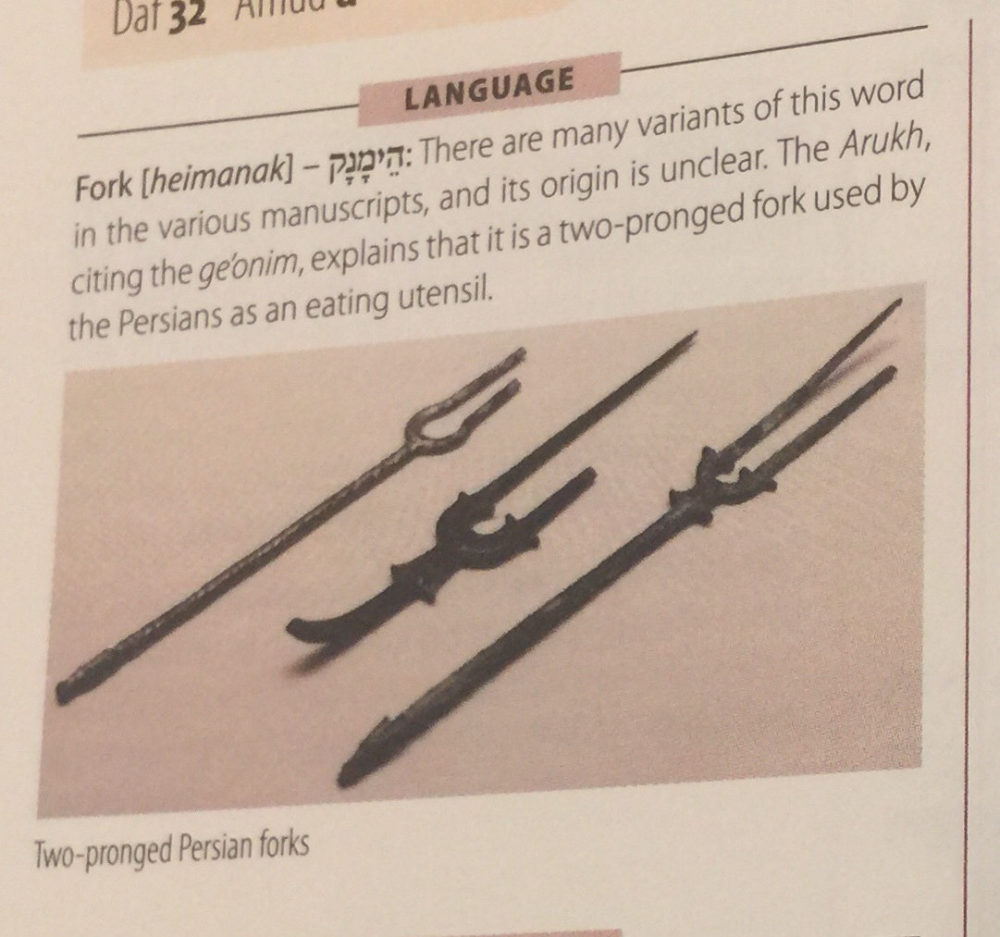 Daf 32 Amud a
LANGUAGE
Fork [heimanak] – הֵימָנָק: There are many variants of this word
in the various manuscripts, and its origin is unclear. The Arukh,
citing the ge'onim, explains that it is a two-pronged fork used by
the Persians as an eating utensil.
Two-pronged Persian forks